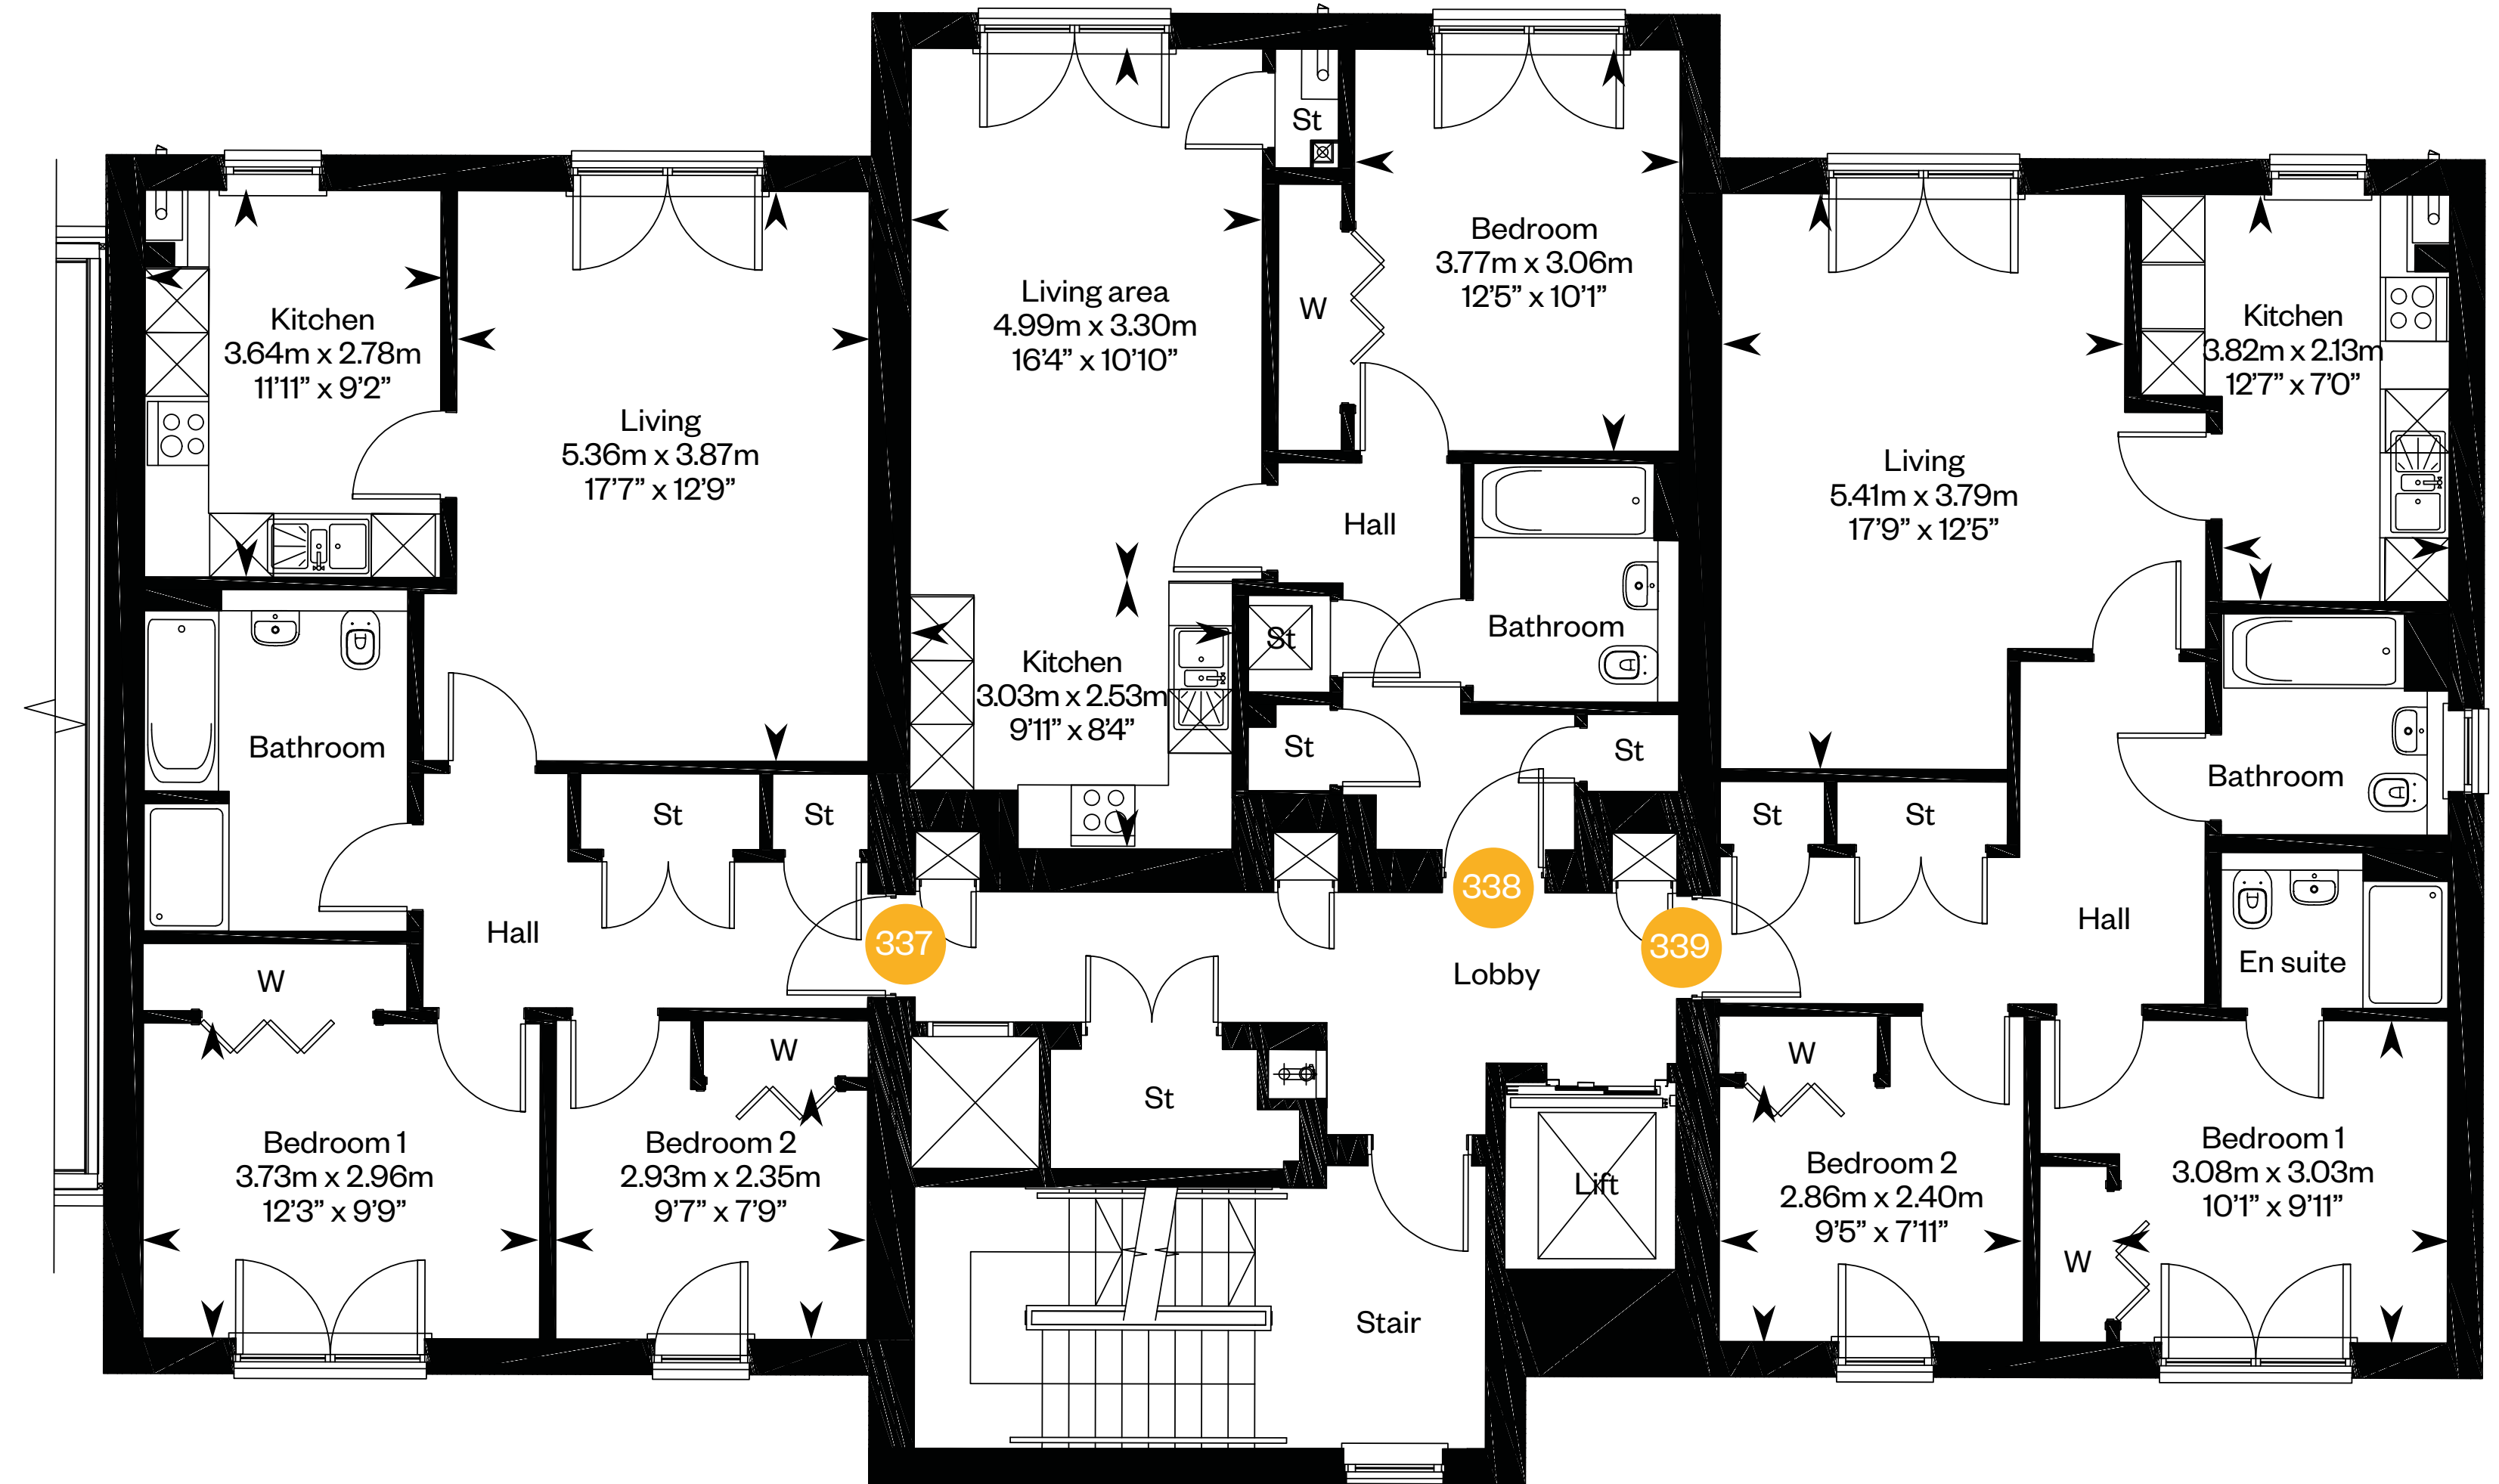 St
Bedroom
3.77m x 3.06m
12’5” x 10’1”
Living area
4.99m x 3.30m
16’4” x 10’10”
W
Kitchen
3.64m x 2.78m
11’11” x 9’2”
Kitchen
3.82m x 2.13m
12’7” x 7’0”
Living
5.36m x 3.87m
17’7” x 12’9”
Living
5.41m x 3.79m
17’9” x 12’5”
Hall
St
Bathroom
Kitchen
3.03m x 2.53m
9’11” x 8’4”
Bathroom
St
St
Bathroom
St
St
St
St
338
Hall
337
339
Hall
Lobby
En suite
W
W
W
St
Bedroom 1
3.73m x 2.96m
12’3” x 9’9”
Bedroom 2
2.93m x 2.35m
9’7” x 7’9”
Lift
Bedroom 2
2.86m x 2.40m
9’5” x 7’11”
Bedroom 1
3.08m x 3.03m
10’1” x 9’11”
W
Stair